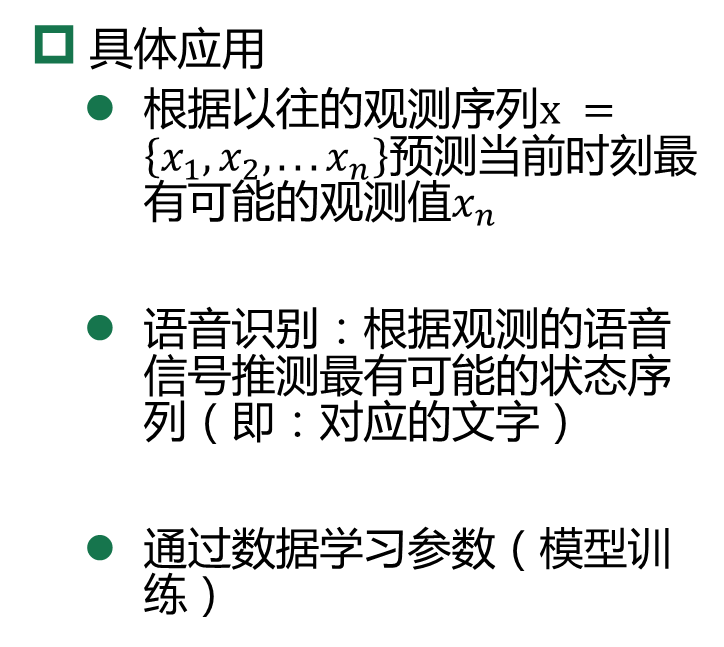 具体应用
根据以往的观测序列x =
{x₁,x₂,...xₙ}预测当前时刻最
有可能的观测值xₙ
语音识别：根据观测的语音
信号推测最有可能的状态序
列（即：对应的文字）
通过数据学习参数（模型训
练）